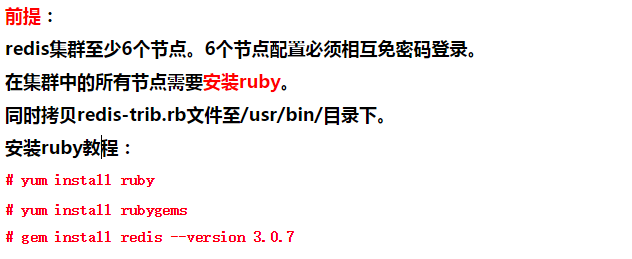 前提：
redis集群至少6个节点。6个节点配置必须相互免密码登录。
在集群中的所有节点需要安装ruby。
同时拷贝redis-trib.rb文件至/usr/bin/目录下。
安装ruby教程：
# yum install ruby
# yum install rubygems
# gem install redis --version 3.0.7